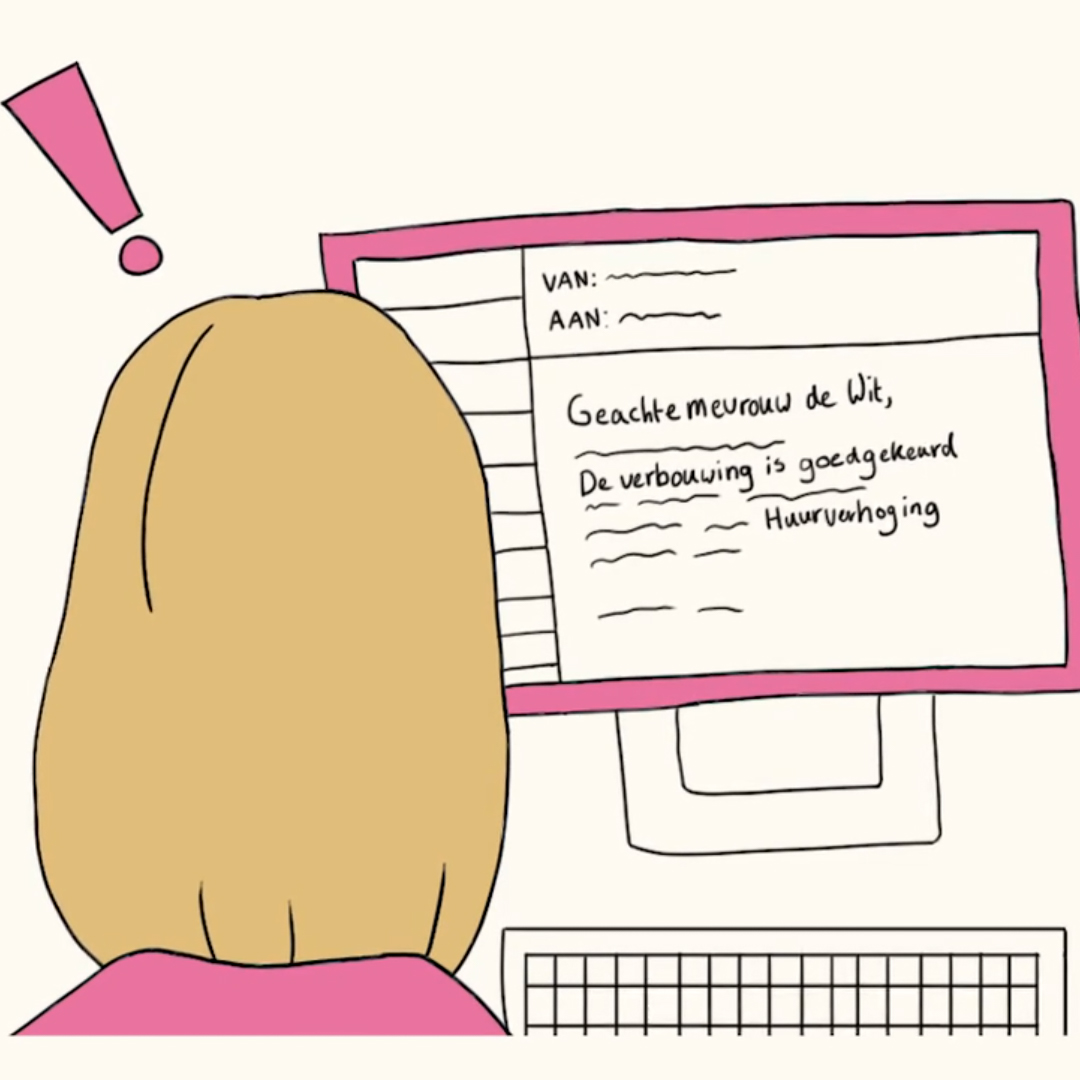 VAN:
AAN:
Geachte mevrouw de Wit,
De verbouwing is goedgekeurd
Huurverhoging